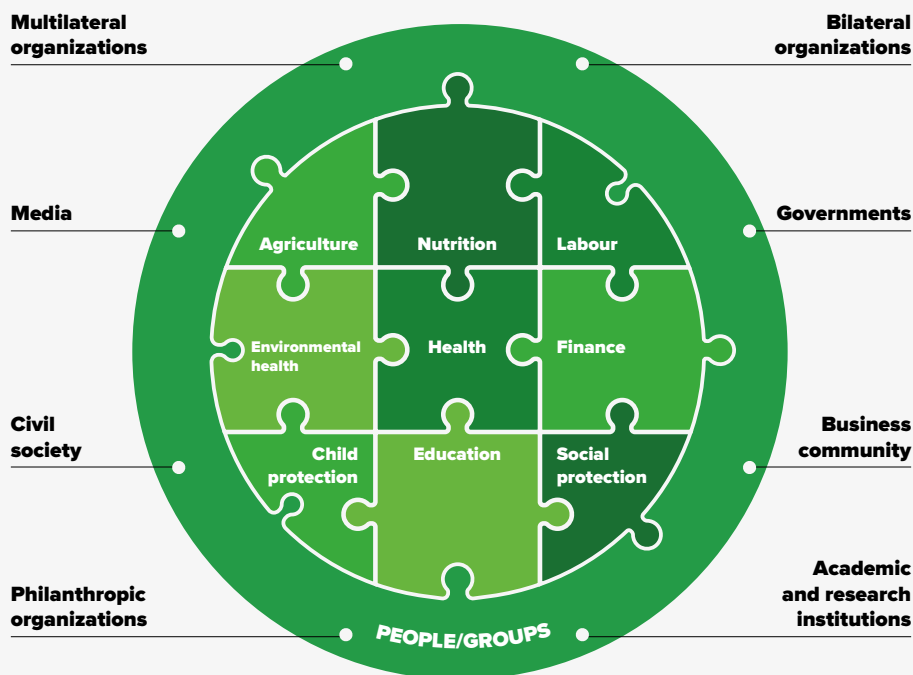 Multilateral
organizations
Bilateral
organizations
Media
Governments
Agriculture
Nutrition
Labour
Environmental
health
Health
Finance
Civil
society
Business
community
Child
protection
Education
Social
protection
Philanthropic
organizations
Academic
and research
institutions
PEOPLE/GROUPS